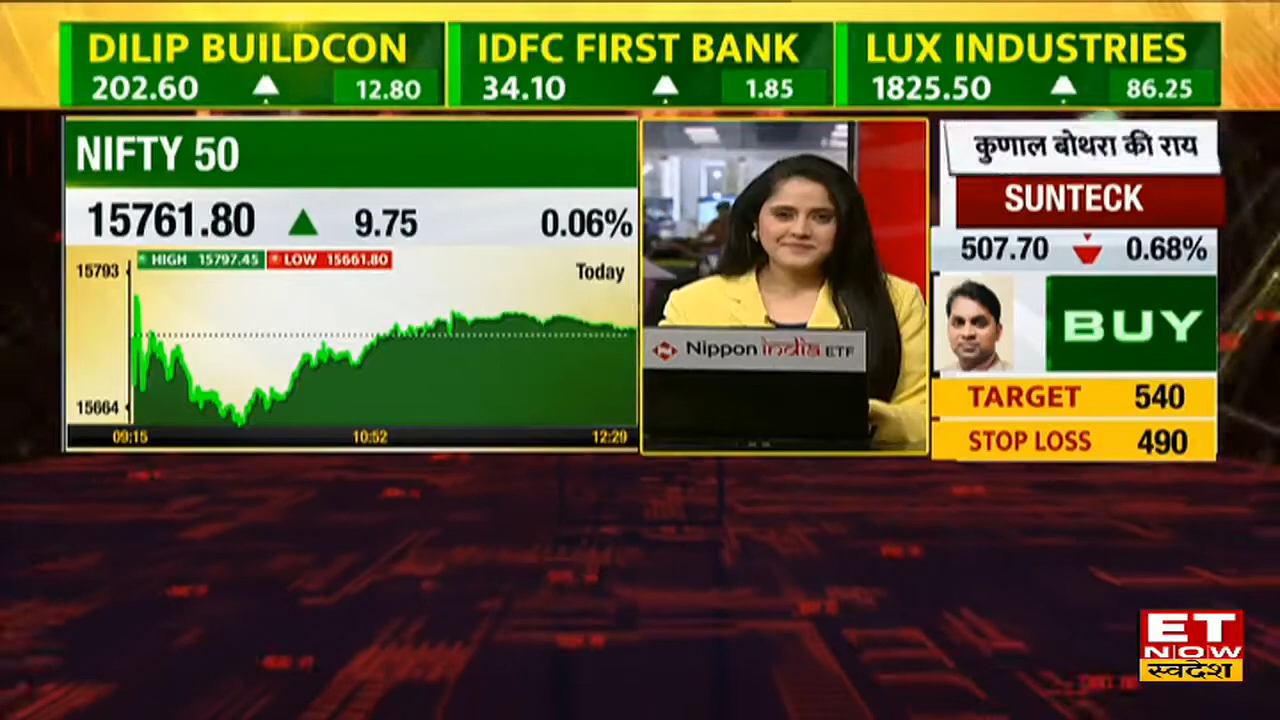 DILIP BUILDCON
202.60 ▲ 12.80
IDFC FIRST BANK
34.10 ▲ 1.85
LUX INDUSTRIES
1825.50 ▲ 86.25
NIFTY 50
15761.80 ▲ 9.75 0.06%
HIGH 15797.45 LOW 15661.80
Today
15793
15664
09:15 10:52 12:29
Nippon india ETF
कुणाल बोथरा की राय
SUNTECK
507.70 ▼ 0.68%
BUY
TARGET 540
STOP LOSS 490
ET
NOW
स्वदेश